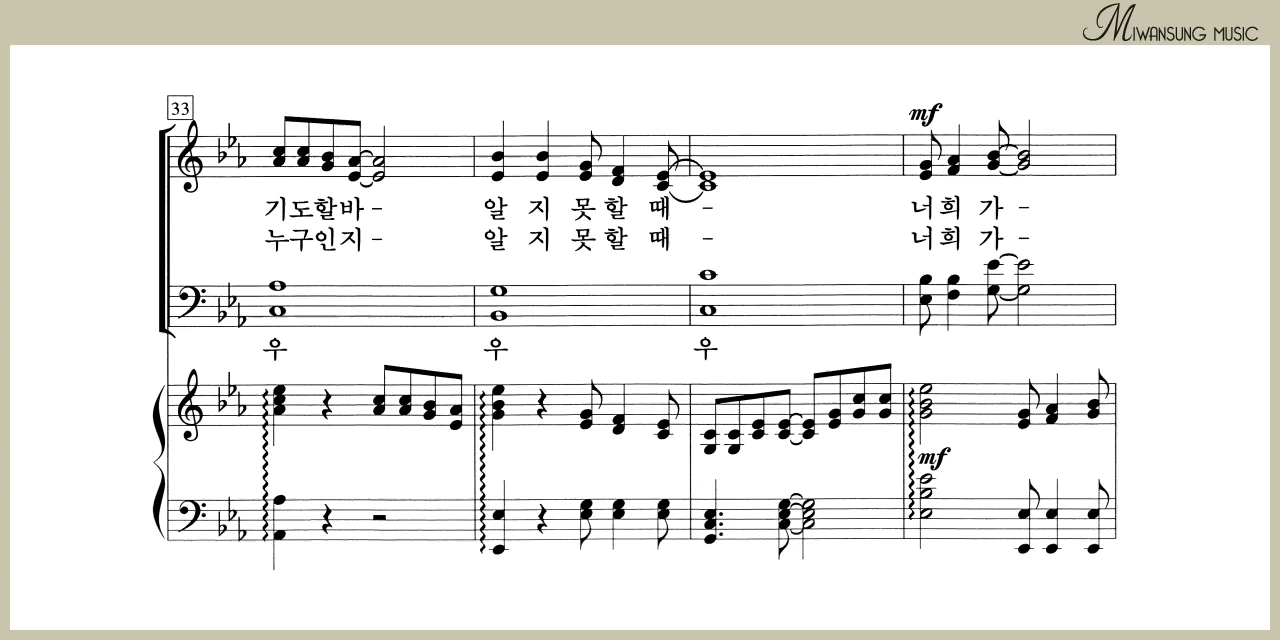 MIWANSUNG MUSIC
33
mf
기도할바 - 알 지 못 할 때 - 너희 가 -
누구인지 - 알 지 못 할 때 - 너희 가 -
우 우 우
mf